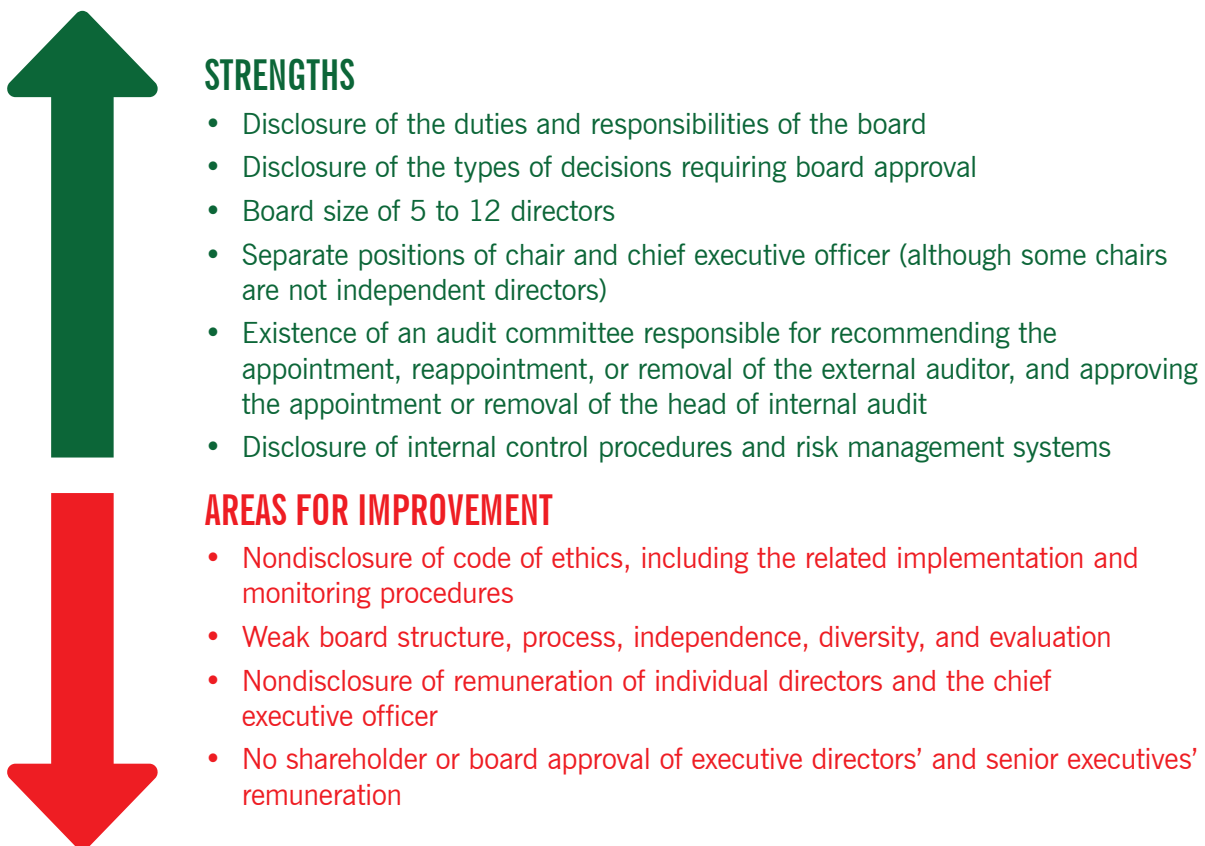 STRENGTHS
• Disclosure of the duties and responsibilities of the board
• Disclosure of the types of decisions requiring board approval
• Board size of 5 to 12 directors
• Separate positions of chair and chief executive officer (although some chairs
are not independent directors)
• Existence of an audit committee responsible for recommending the
appointment, reappointment, or removal of the external auditor, and approving
the appointment or removal of the head of internal audit
• Disclosure of internal control procedures and risk management systems
AREAS FOR IMPROVEMENT
• Nondisclosure of code of ethics, including the related implementation and
monitoring procedures
• Weak board structure, process, independence, diversity, and evaluation
• Nondisclosure of remuneration of individual directors and the chief
executive officer
• No shareholder or board approval of executive directors’ and senior executives’
remuneration